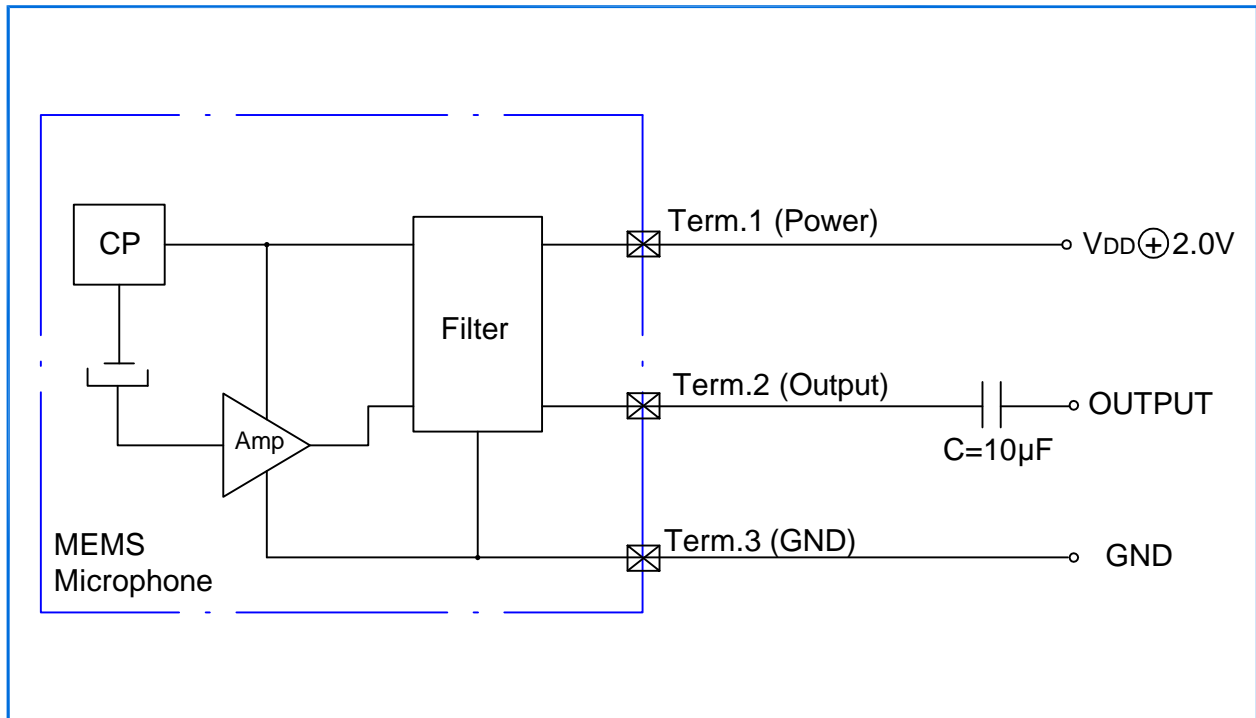 CP
Filter
Amp
MEMS
Microphone
Term.1 (Power)
VDD⊕2.0V
Term.2 (Output)
OUTPUT
C=10µF
Term.3 (GND)
GND